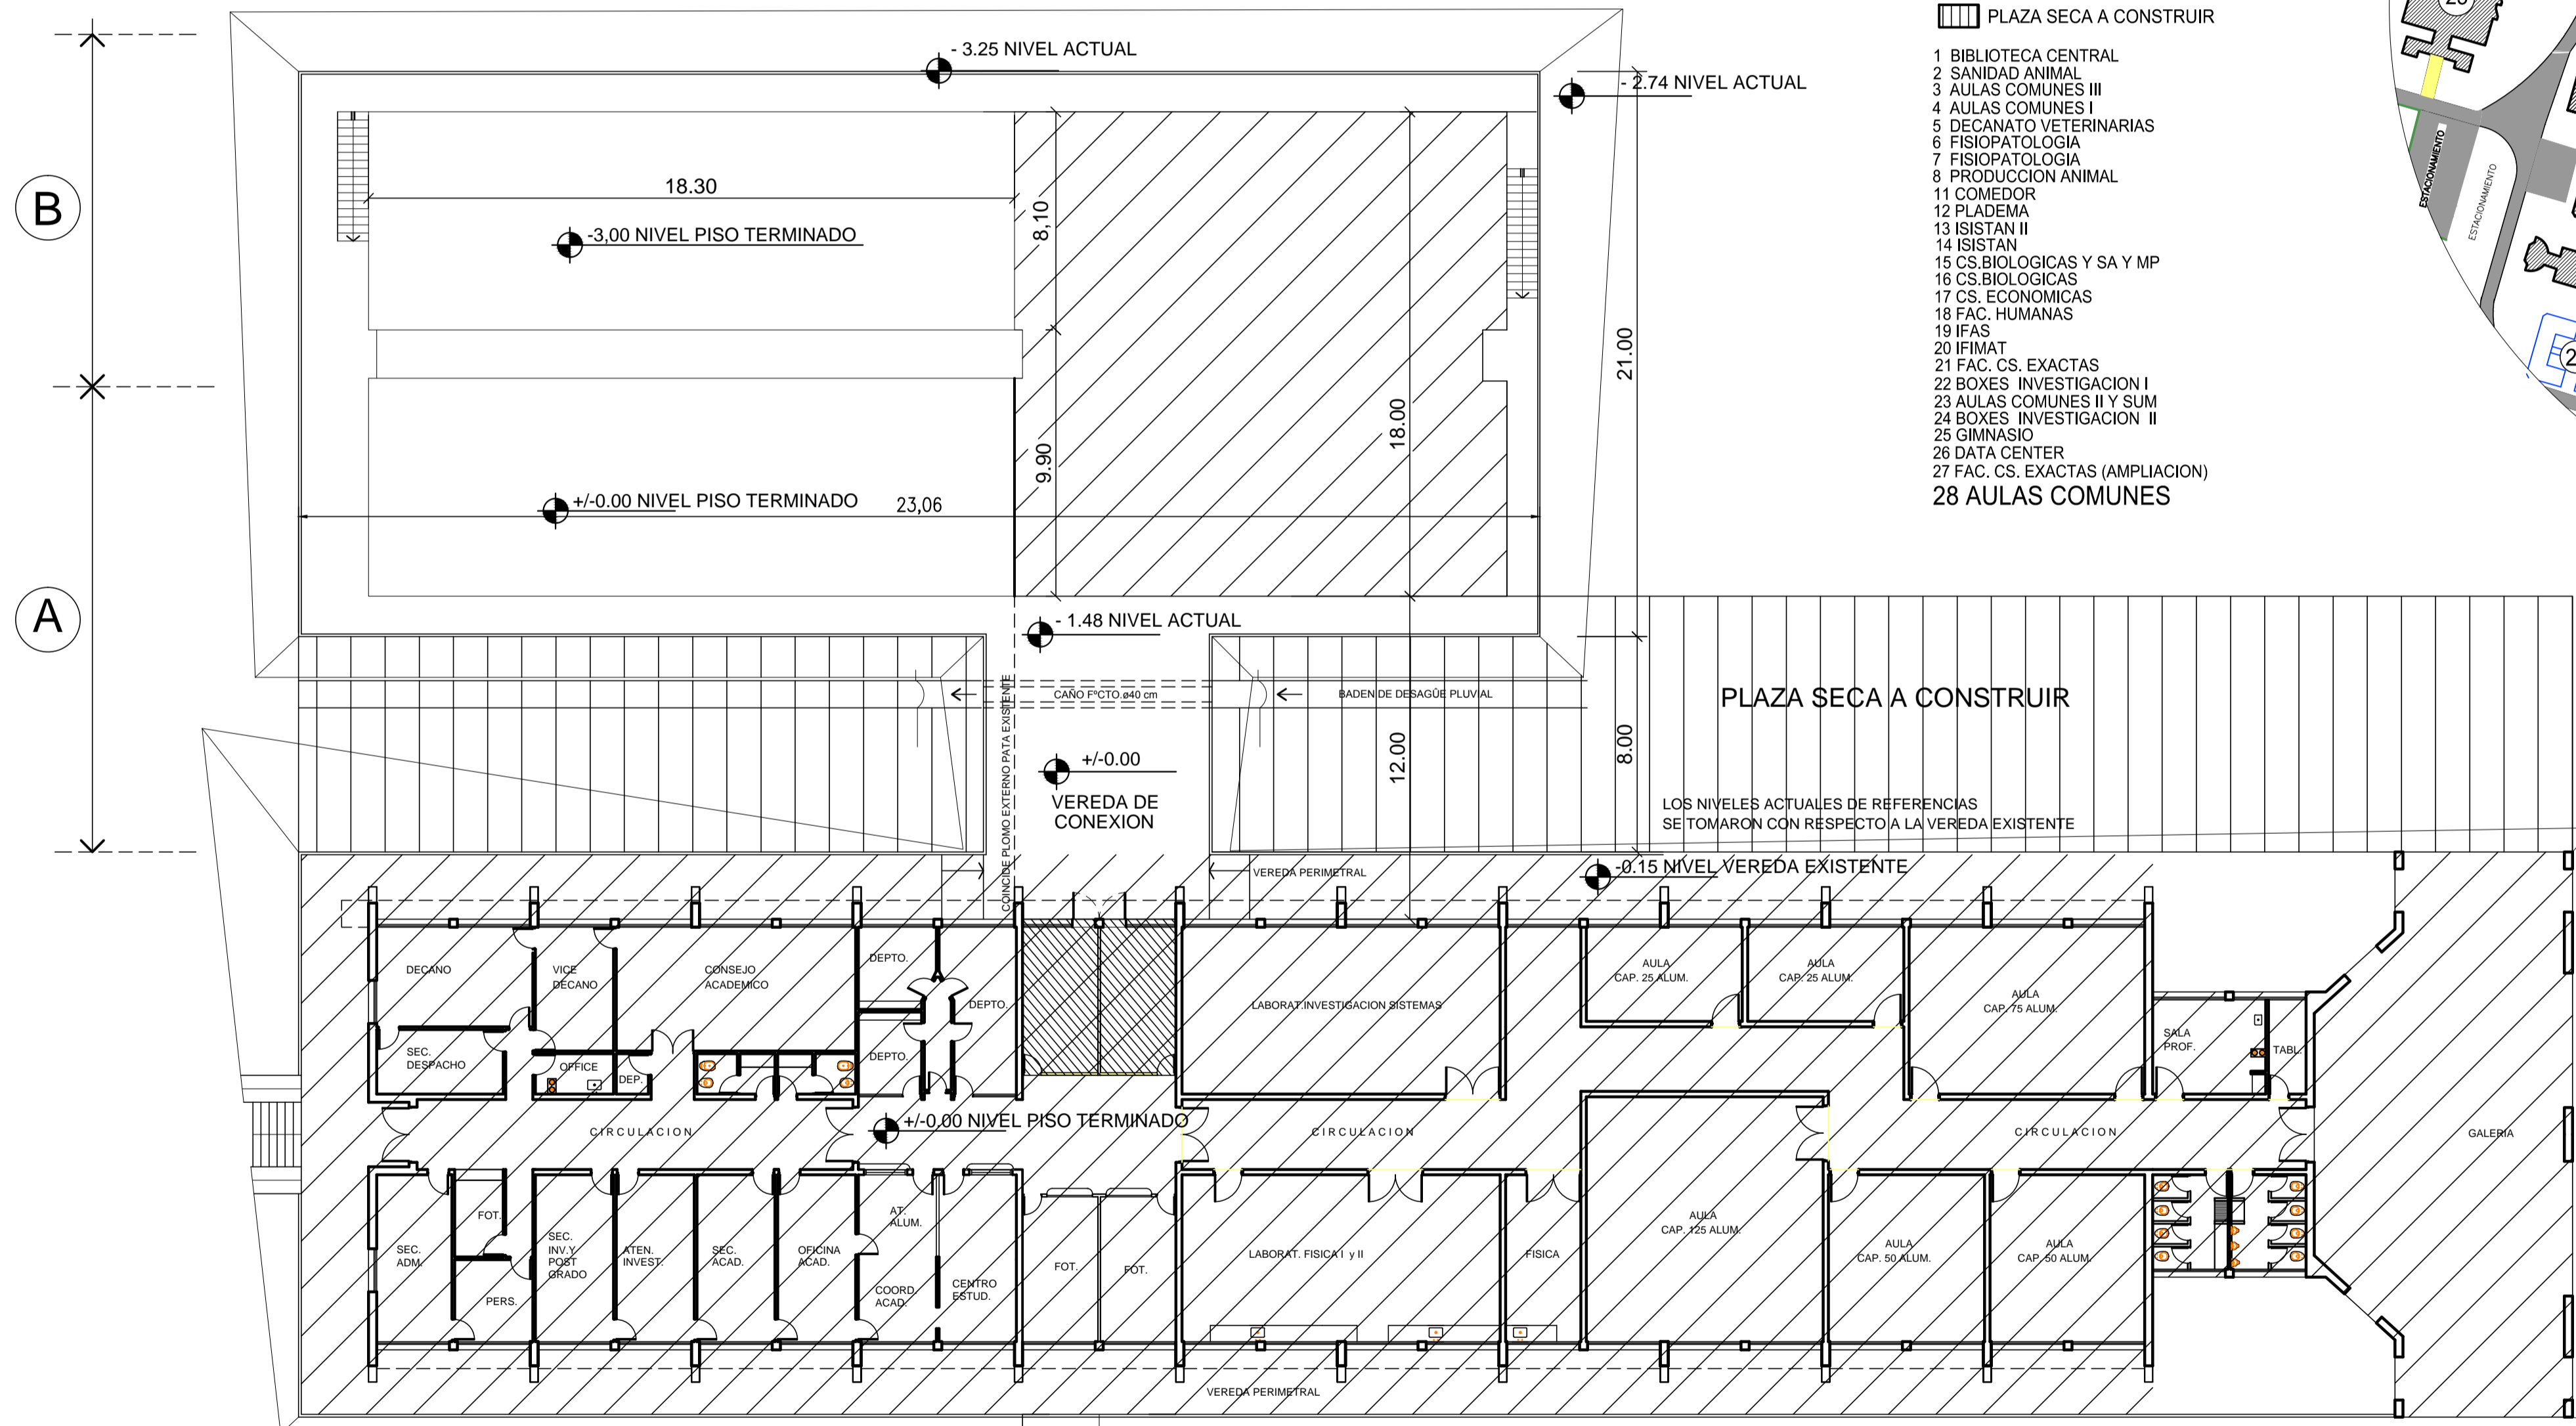 PLAZA SECA A CONSTRUIR
1 BIBLIOTECA CENTRAL
2 SANIDAD ANIMAL
3 AULAS COMUNES III
4 AULAS COMUNES I
5 DECANATO VETERINARIAS
6 FISIOPATOLOGIA
7 FISIOPATOLOGIA
8 PRODUCCION ANIMAL
11 COMEDOR
12 PLADEMA
13 ISISTAN II
14 ISISTAN
15 CS.BIOLOGICAS Y SA Y MP
16 CS.BIOLOGICAS
17 CS. ECONOMICAS
18 FAC. HUMANAS
19 IFAS
20 IFIMAT
21 FAC. CS. EXACTAS
22 BOXES INVESTIGACION I
23 AULAS COMUNES II Y SUM
24 BOXES INVESTIGACION II
25 GIMNASIO
26 DATA CENTER
27 FAC. CS. EXACTAS (AMPLIACION)
28 AULAS COMUNES
ESTACIONAMIENTO
ESTACIONAMIENTO
- 3.25 NIVEL ACTUAL
- 2.74 NIVEL ACTUAL
B
18.30
8,10
-3,00 NIVEL PISO TERMINADO
21.00
18.00
9.90
+/-0.00 NIVEL PISO TERMINADO
23,06
A
- 1.48 NIVEL ACTUAL
CAÑO FºCTO.ø40 cm
BADEN DE DESAGÜE PLUVIAL
PLAZA SECA A CONSTRUIR
COINCIDE PLOMO EXTERNO PATA EXISTENTE
12.00
8.00
+/-0.00
VEREDA DE
CONEXION
LOS NIVELES ACTUALES DE REFERENCIAS
SE TOMARON CON RESPECTO A LA VEREDA EXISTENTE
VEREDA PERIMETRAL
-0.15 NIVEL VEREDA EXISTENTE
DECANO
VICE
DECANO
CONSEJO
ACADEMICO
DEPTO.
DEPTO.
DEPTO.
LABORAT.INVESTIGACION SISTEMAS
AULA
CAP. 25 ALUM.
AULA
CAP. 25 ALUM.
AULA
CAP. 75 ALUM.
SALA
PROF.
TABL.
SEC.
DESPACHO
OFFICE
DEP.
+/-0.00 NIVEL PISO TERMINADO
CIRCULACION
CIRCULACION
CIRCULACION
GALERIA
SEC.
ADM.
FOT.
PERS.
SEC.
INV.Y
POST
GRADO
ATEN.
INVEST.
SEC.
ACAD.
OFICINA
ACAD.
AT.
ALUM.
COORD.
ACAD.
CENTRO
ESTUD.
FOT.
FOT.
LABORAT. FISICA I y II
FISICA
AULA
CAP. 125 ALUM.
AULA
CAP. 50 ALUM.
AULA
CAP. 50 ALUM.
VEREDA PERIMETRAL